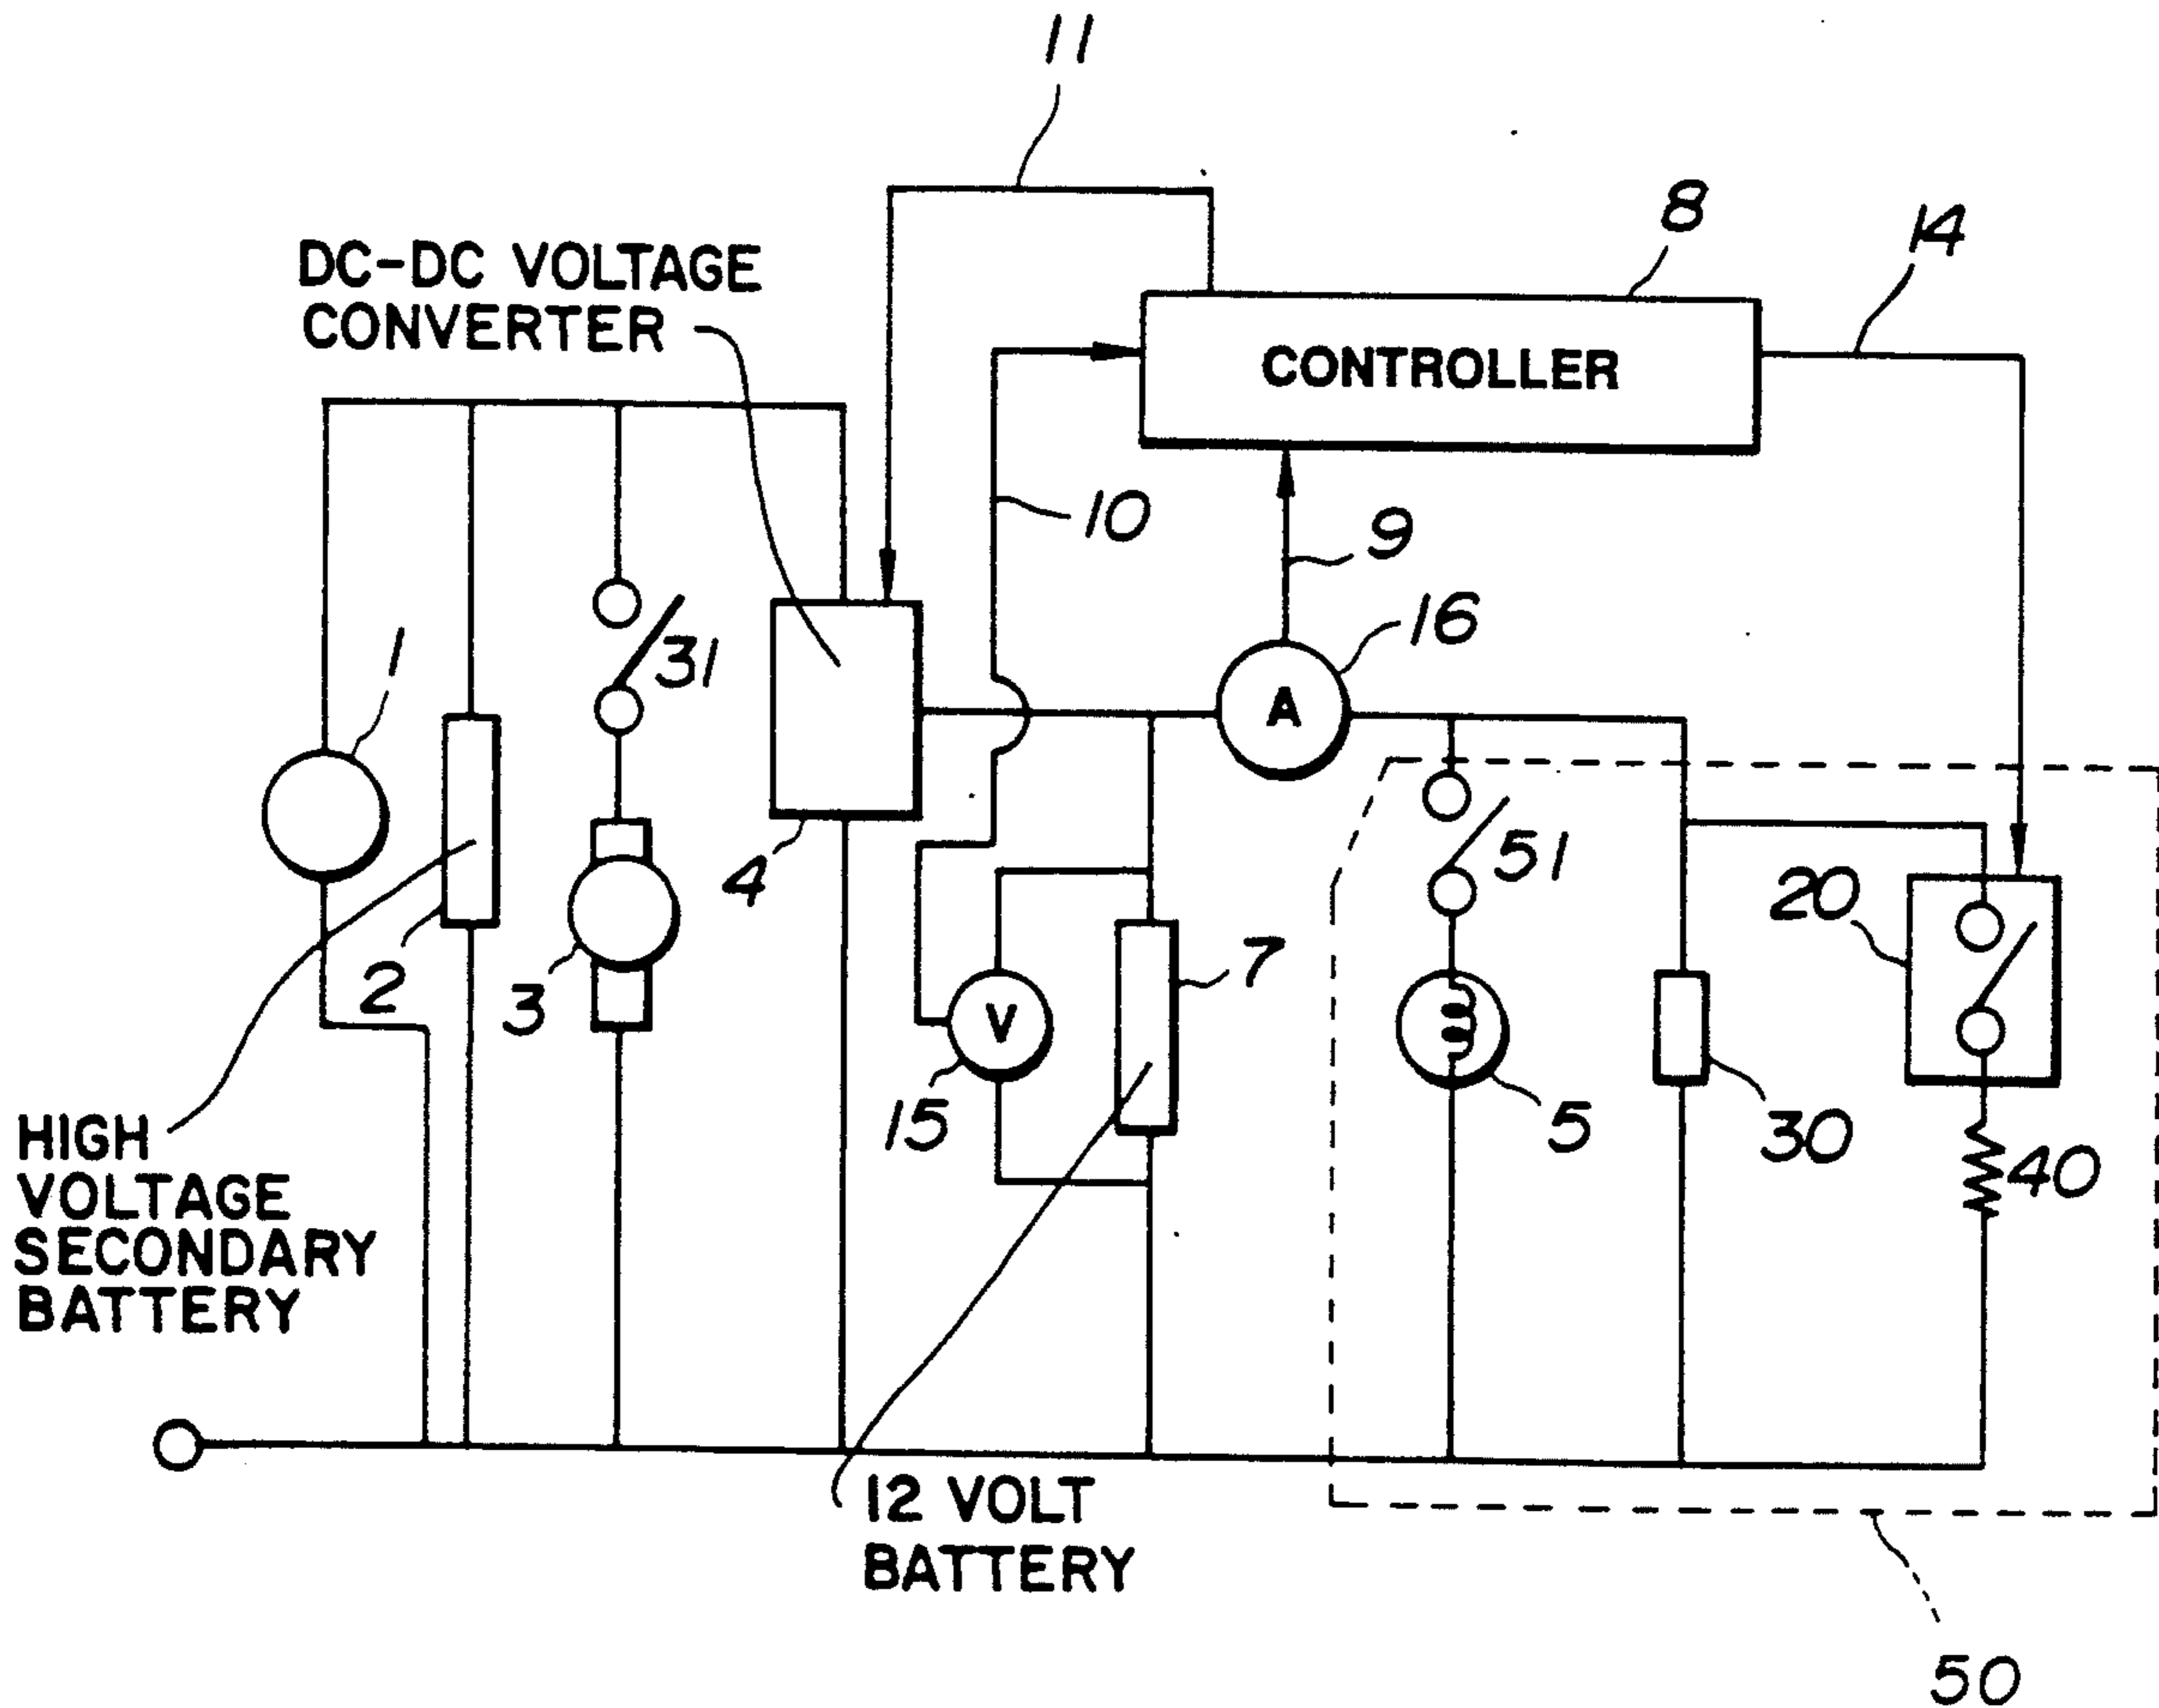 11
8
14
DC-DC VOLTAGE
CONVERTER
CONTROLLER
10
9
16
1
31
A
4
51
20
2
3
7
V
15
5
30
40
HIGH
VOLTAGE
SECONDARY
BATTERY
12 VOLT
BATTERY
50